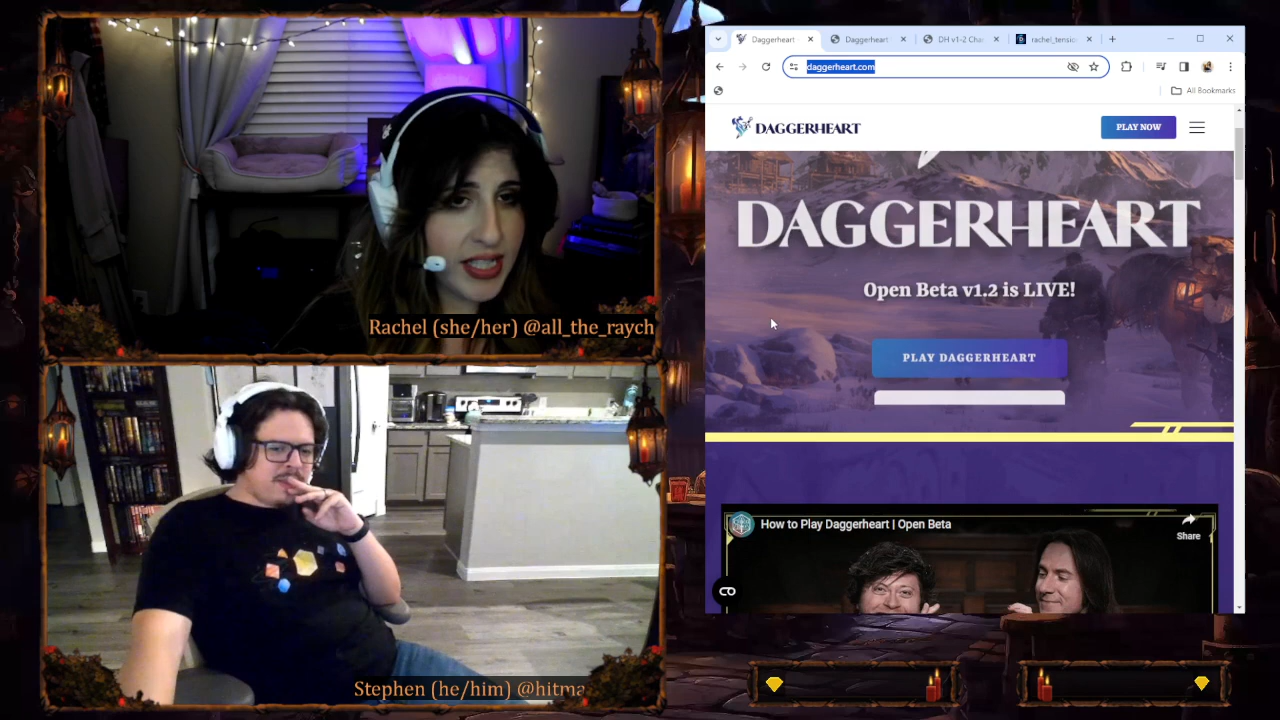 Rachel (she/her) @all_the_raych
Stephen (he/him) @hitma
Daggerheart
Daggerheart
DH v1-2 Cha
rachel_tensio
daggerheart.com
All Bookmarks
DAGGERHEART
PLAY NOW
DAGGERHEART
Open Beta v1.2 is LIVE!
PLAY DAGGERHEART
How to Play Daggerheart | Open Beta
Share